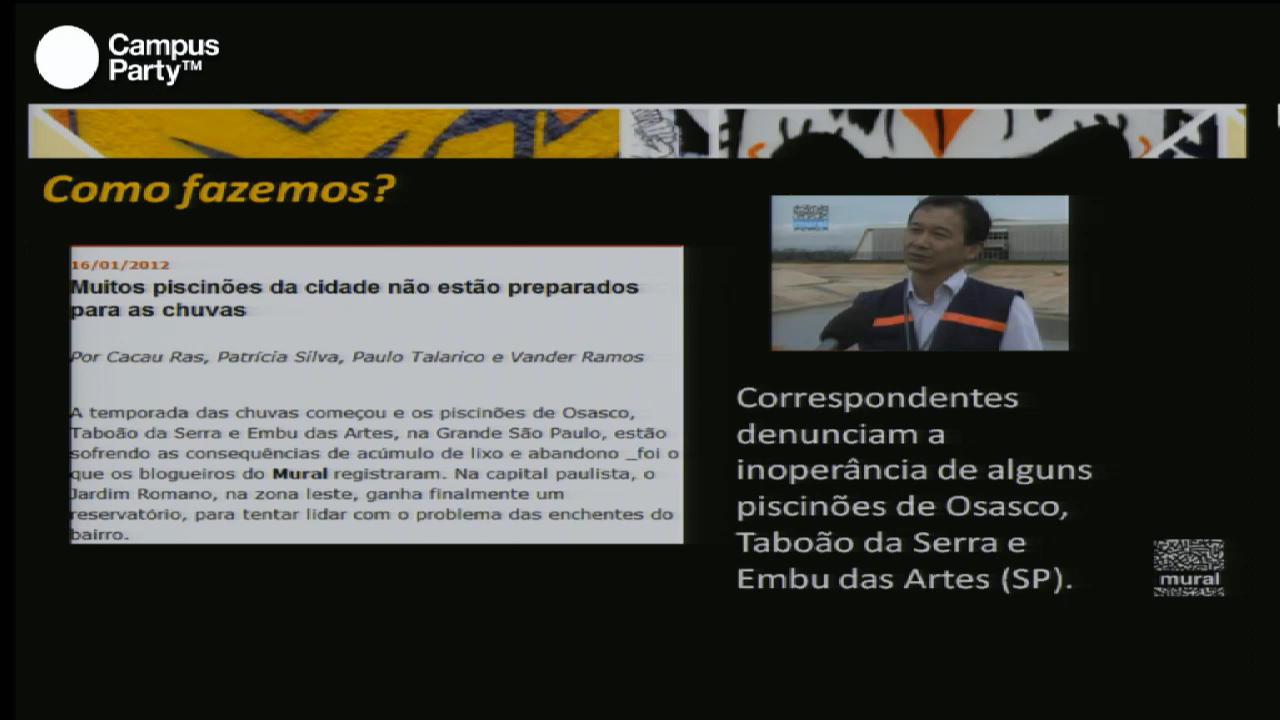 Campus
Party™
Como fazemos?
16/01/2012
Muitos piscinões da cidade não estão preparados
para as chuvas
Por Cacau Ras, Patrícia Silva, Paulo Talarico e Vander Ramos
A temporada das chuvas começou e os piscinões de Osasco,
Taboão da Serra e Embu das Artes, na Grande São Paulo, estão
sofrendo as consequências de acúmulo de lixo e abandono _foi o
que os blogueiros do Mural registraram. Na capital paulista, o
Jardim Romano, na zona leste, ganha finalmente um
reservatório, para tentar lidar com o problema das enchentes do
bairro.
mural
Correspondentes
denunciam a
inoperância de alguns
piscinões de Osasco,
Taboão da Serra e
Embu das Artes (SP).
mural